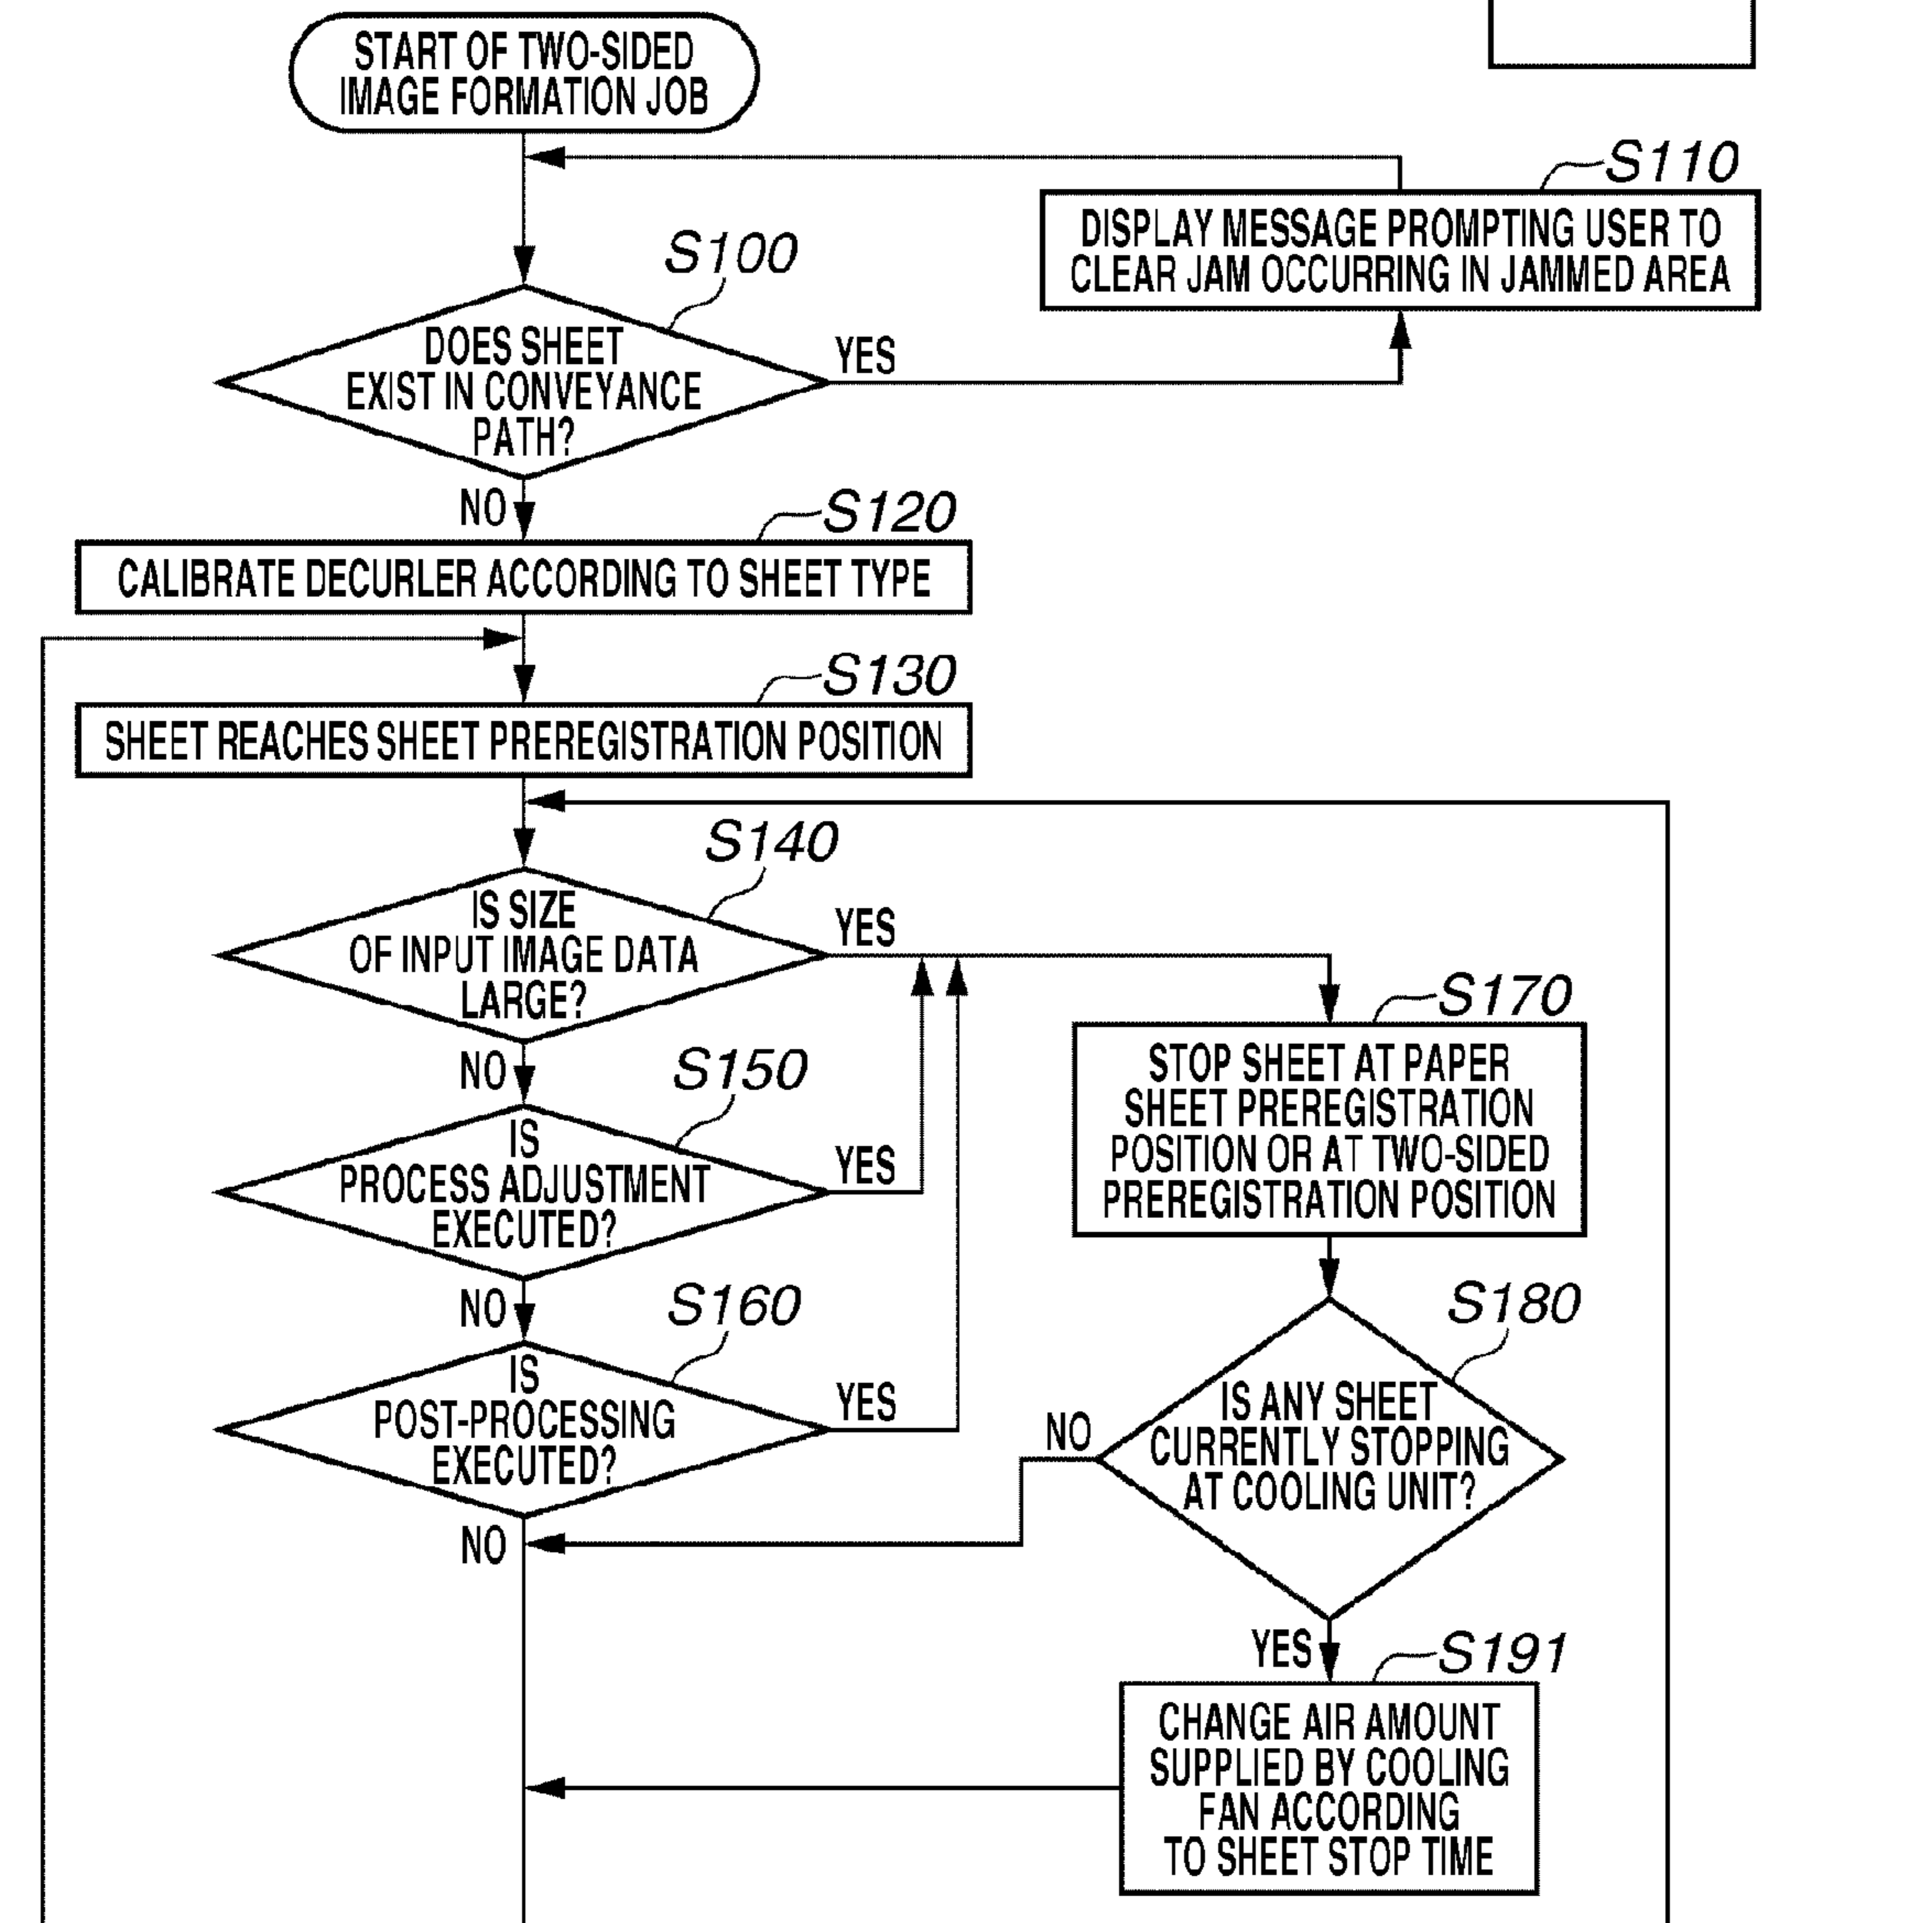 START OF TWO-SIDED
IMAGE FORMATION JOB
S110
DISPLAY MESSAGE PROMPTING USER TO
CLEAR JAM OCCURRING IN JAMMED AREA
S100
DOES SHEET
EXIST IN CONVEYANCE
PATH?
YES
NO
S120
CALIBRATE DECURLER ACCORDING TO SHEET TYPE
S130
SHEET REACHES SHEET PREREGISTRATION POSITION
S140
IS SIZE
OF INPUT IMAGE DATA
LARGE?
YES
NO
S150
IS
PROCESS ADJUSTMENT
EXECUTED?
YES
NO
S160
IS
POST-PROCESSING
EXECUTED?
YES
NO
S170
STOP SHEET AT PAPER
SHEET PREREGISTRATION
POSITION OR AT TWO-SIDED
PREREGISTRATION POSITION
S180
IS ANY SHEET
CURRENTLY STOPPING
AT COOLING UNIT?
NO
YES
S191
CHANGE AIR AMOUNT
SUPPLIED BY COOLING
FAN ACCORDING
TO SHEET STOP TIME